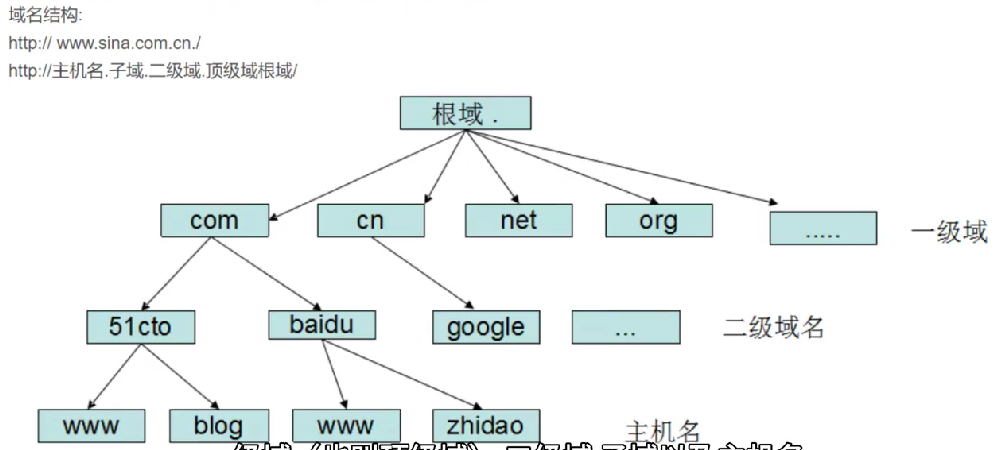 域名结构:
http:// www.sina.com.cn./
http://主机名.子域.二级域.顶级域根域/
根域 .
com cn net org ..... 一级域
51cto baidu google ... 二级域名
www blog www zhidao 主机名